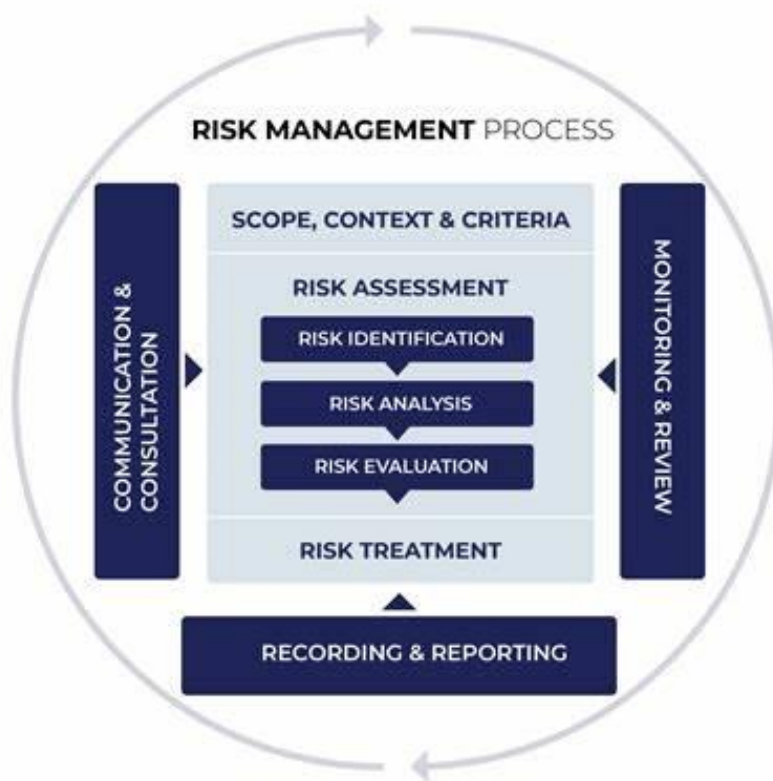 RISK MANAGEMENT PROCESS
SCOPE, CONTEXT & CRITERIA
RISK ASSESSMENT
RISK IDENTIFICATION
RISK ANALYSIS
RISK EVALUATION
RISK TREATMENT
COMMUNICATION &
CONSULTATION
MONITORING & REVIEW
RECORDING & REPORTING